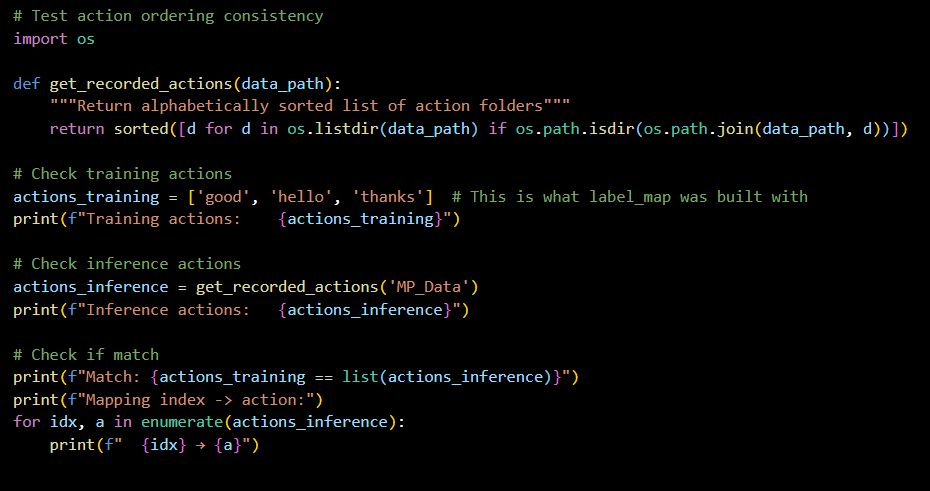 # Test action ordering consistency
import os

def get_recorded_actions(data_path):
    """Return alphabetically sorted list of action folders"""
    return sorted([d for d in os.listdir(data_path) if os.path.isdir(os.path.join(data_path, d))])

# Check training actions
actions_training = ['good', 'hello', 'thanks']  # This is what label_map was built with
print(f"Training actions:    {actions_training}")

# Check inference actions
actions_inference = get_recorded_actions('MP_Data')
print(f"Inference actions:   {actions_inference}")

# Check if match
print(f"Match: {actions_training == list(actions_inference)}")
print(f"Mapping index -> action:")
for idx, a in enumerate(actions_inference):
    print(f"  {idx} → {a}")